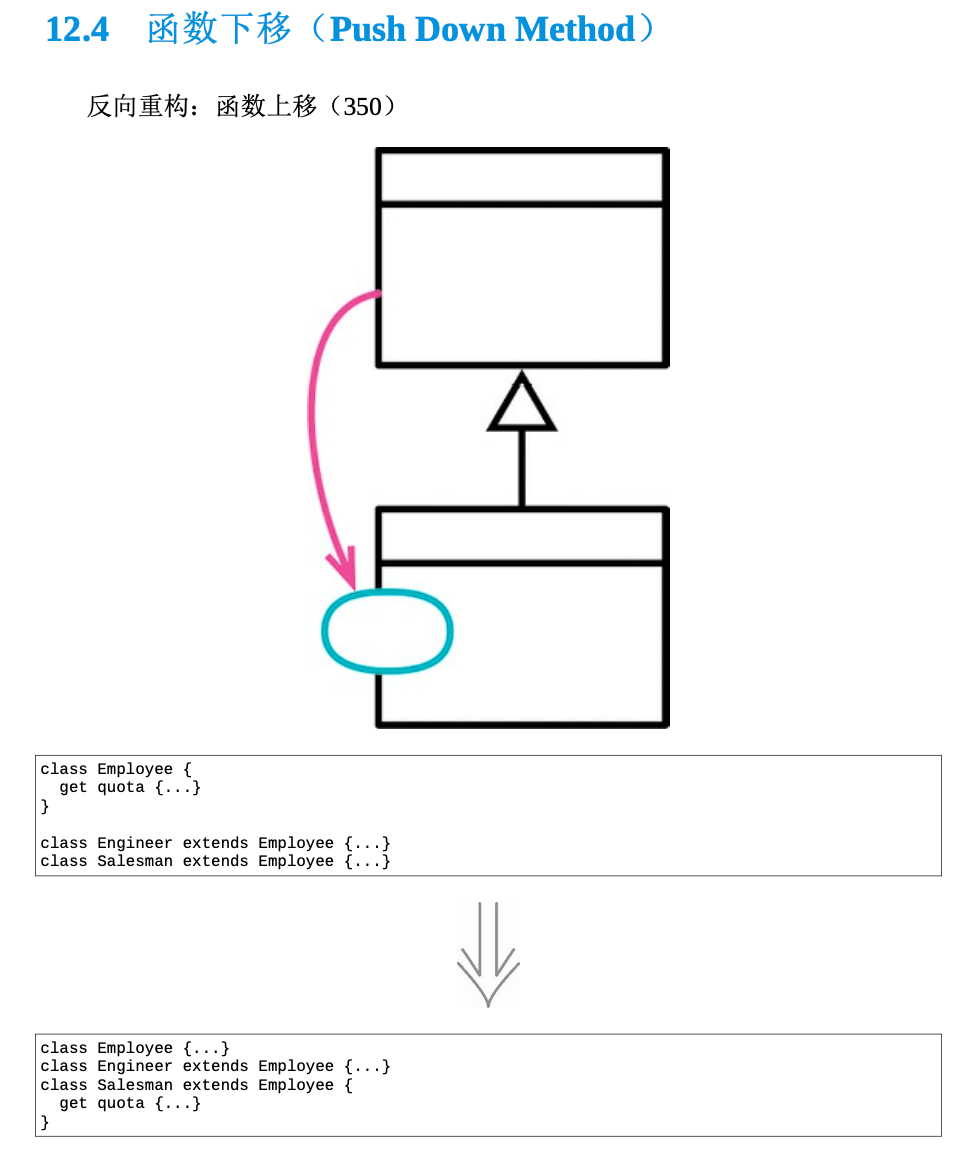 12.4 函数下移（Push Down Method）
反向重构：函数上移（350）
class Employee {
  get quota {...}
}
class Engineer extends Employee {...}
class Salesman extends Employee {...}
class Employee {...}
class Engineer extends Employee {...}
class Salesman extends Employee {
  get quota {...}
}